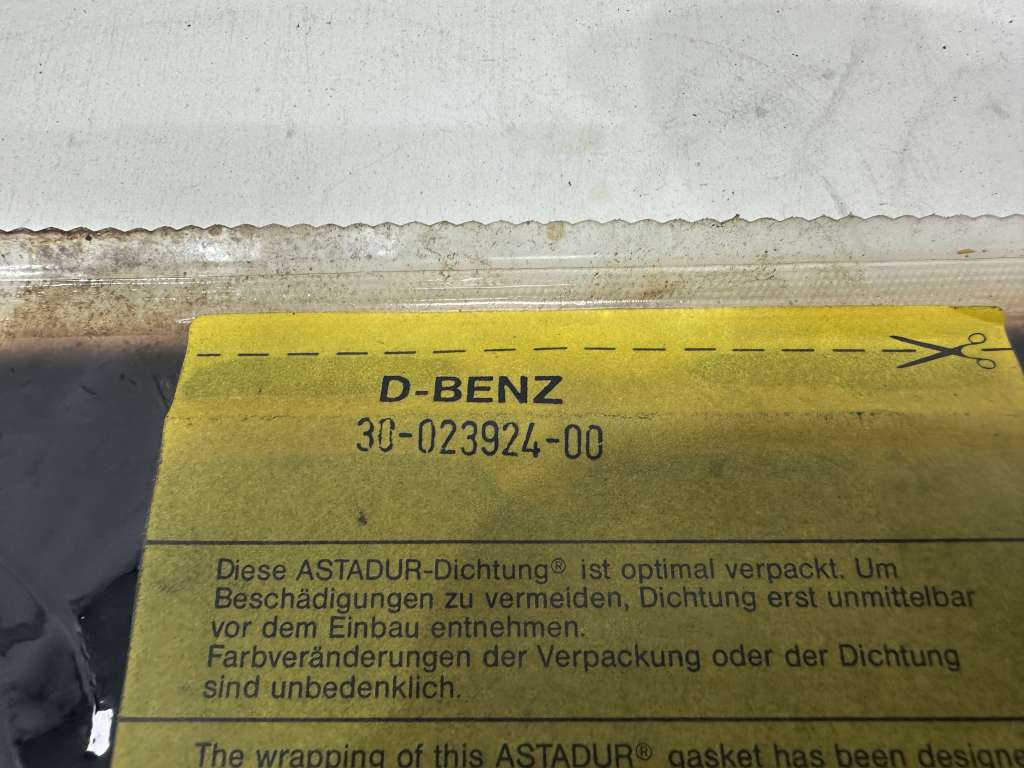 D-BENZ
30-023924-00
Diese ASTADUR-Dichtung® ist optimal verpackt. Um
Beschädigungen zu vermeiden, Dichtung erst unmittelbar
vor dem Einbau entnehmen.
Farbveränderungen der Verpackung oder der Dichtung
sind unbedenklich.
The wrapping of this ASTADUR® gasket has been designe